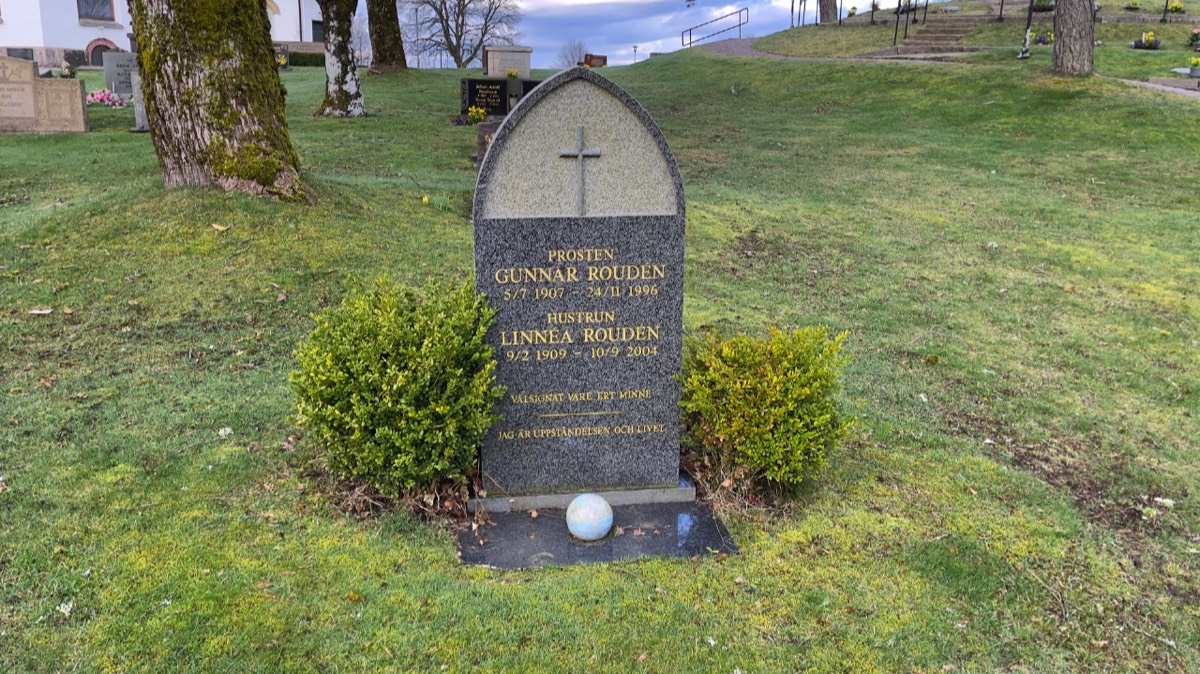 PROSTEN
GUNNAR ROUDÉN
5/7 1907 - 24/11 1996
HUSTRUN
LINNÉA ROUDÉN
9/2 1909 - 10/9 2004
VÄLSIGNAT VARE ERT MINNE
JAG ÄR UPPSTÅNDELSEN OCH LIVET